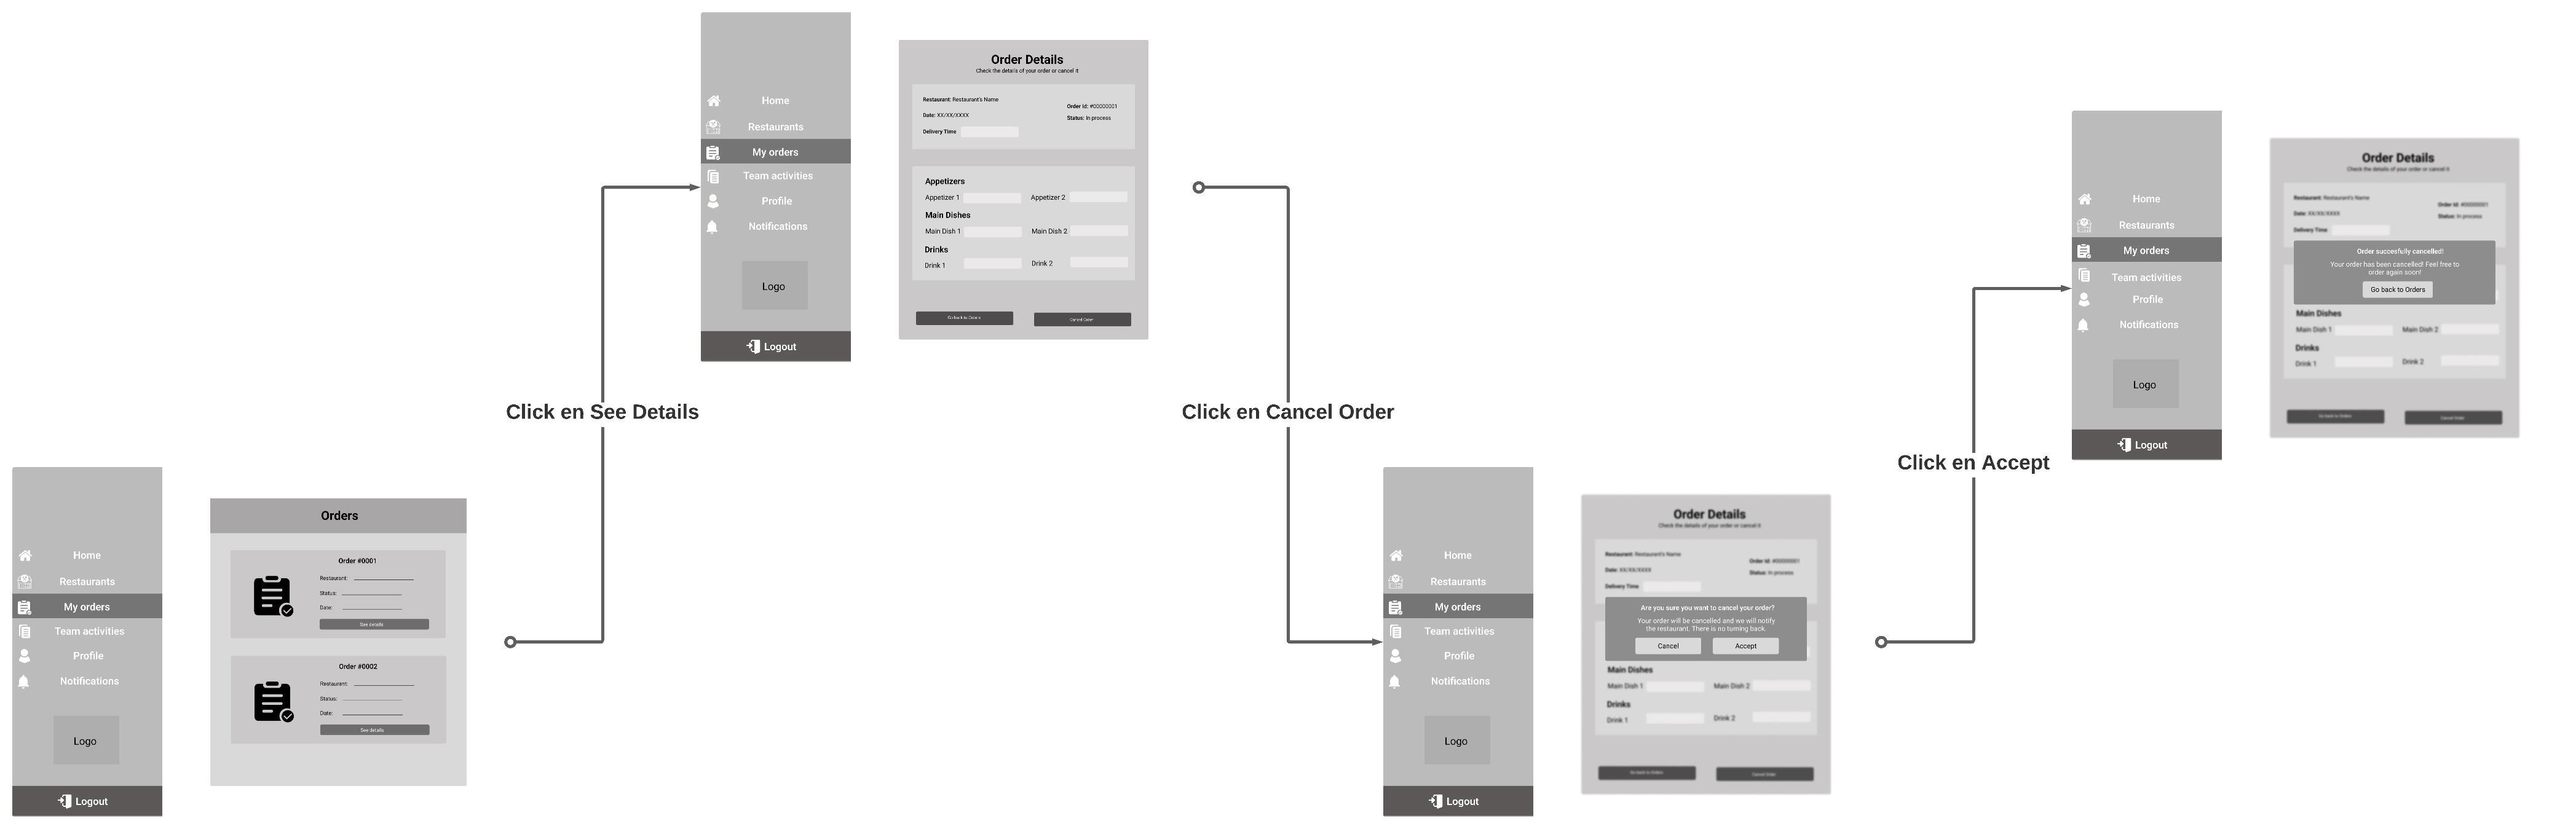 Home
Restaurants
My orders
Team activities
Profile
Notifications
Logo
Logout
Orders
Order #0001
Restaurant:
Status:
Date:
See details
Order #0002
Restaurant:
Status:
Date:
See details
Click en See Details
Home
Restaurants
My orders
Team activities
Profile
Notifications
Logo
Logout
Order Details
Check the details of your order or cancel it
Restaurant: Restaurant's Name
Order Id: #00000001
Date: XX/XX/XXXX
Status: In process
Delivery Time
Appetizers
Appetizer 1 Appetizer 2
Main Dishes
Main Dish 1 Main Dish 2
Drinks
Drink 1 Drink 2
Go back to Orders Cancel Order
Click en Cancel Order
Home
Restaurants
My orders
Team activities
Profile
Notifications
Logo
Logout
Order Details
Check the details of your order or cancel it
Restaurant: Restaurant's Name
Order Id: #00000001
Date: XX/XX/XXXX
Status: In process
Delivery Time
Are you sure you want to cancel your order?
Your order will be cancelled and we will notify
the restaurant. There is no turning back.
Cancel Accept
Main Dishes
Main Dish 1 Main Dish 2
Drinks
Drink 1 Drink 2
Go back to Orders Cancel Order
Click en Accept
Home
Restaurants
My orders
Team activities
Profile
Notifications
Logo
Logout
Order Details
Check the details of your order or cancel it
Restaurant: Restaurant's Name
Order Id: #00000001
Date: XX/XX/XXXX
Status: In process
Delivery Time
Order succesfully cancelled!
Your order has been cancelled! Feel free to
order again soon!
Go back to Orders
Main Dishes
Main Dish 1 Main Dish 2
Drinks
Drink 1 Drink 2
Go back to Orders Cancel Order